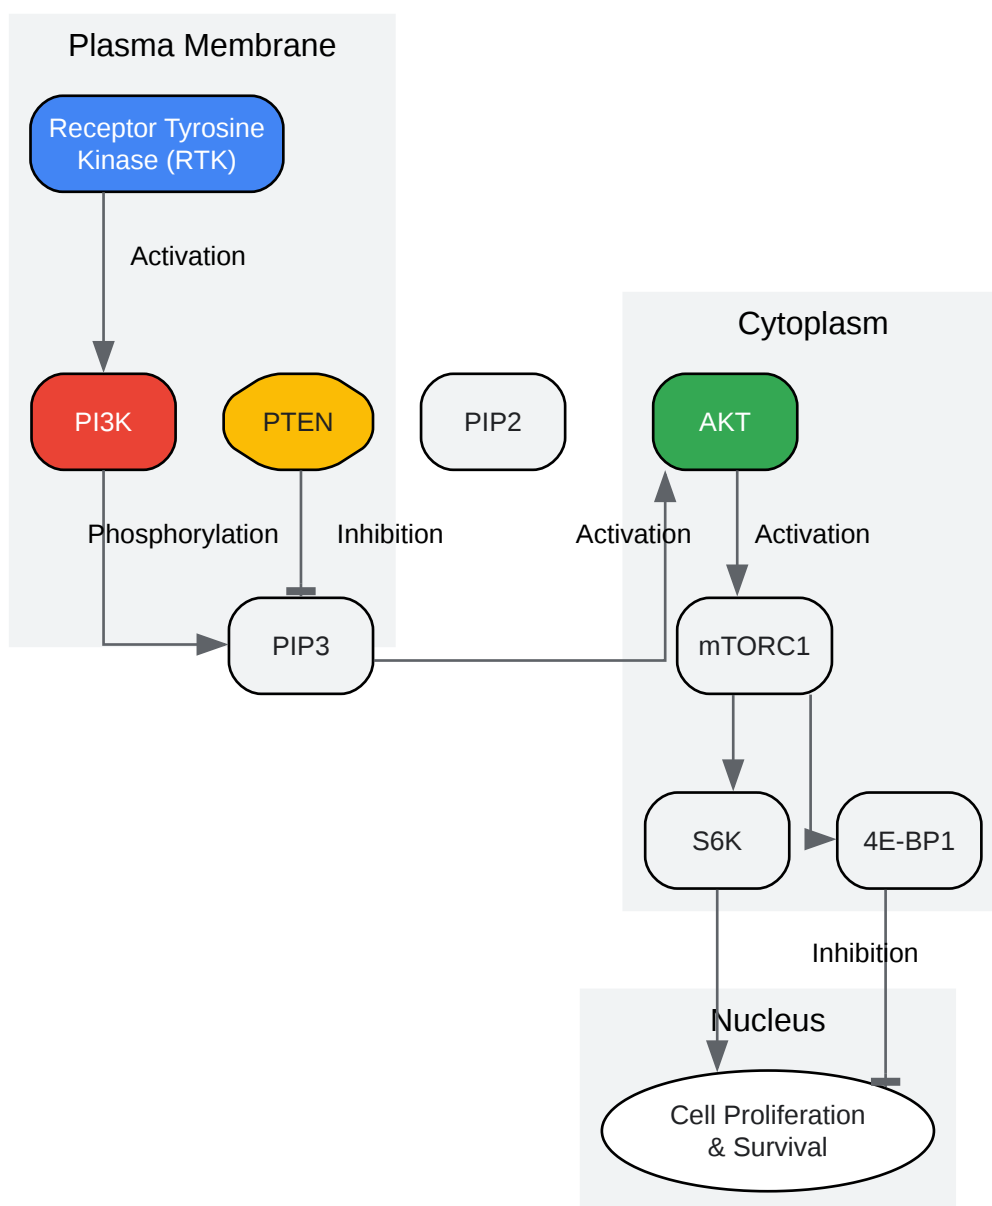 Plasma Membrane
Receptor Tyrosine
Kinase (RTK)
Activation
Cytoplasm
PI3K
PTEN
PIP2
AKT
Phosphorylation
Inhibition
Activation
Activation
PIP3
mTORC1
S6K
4E-BP1
Inhibition
Nucleus
Cell Proliferation
& Survival